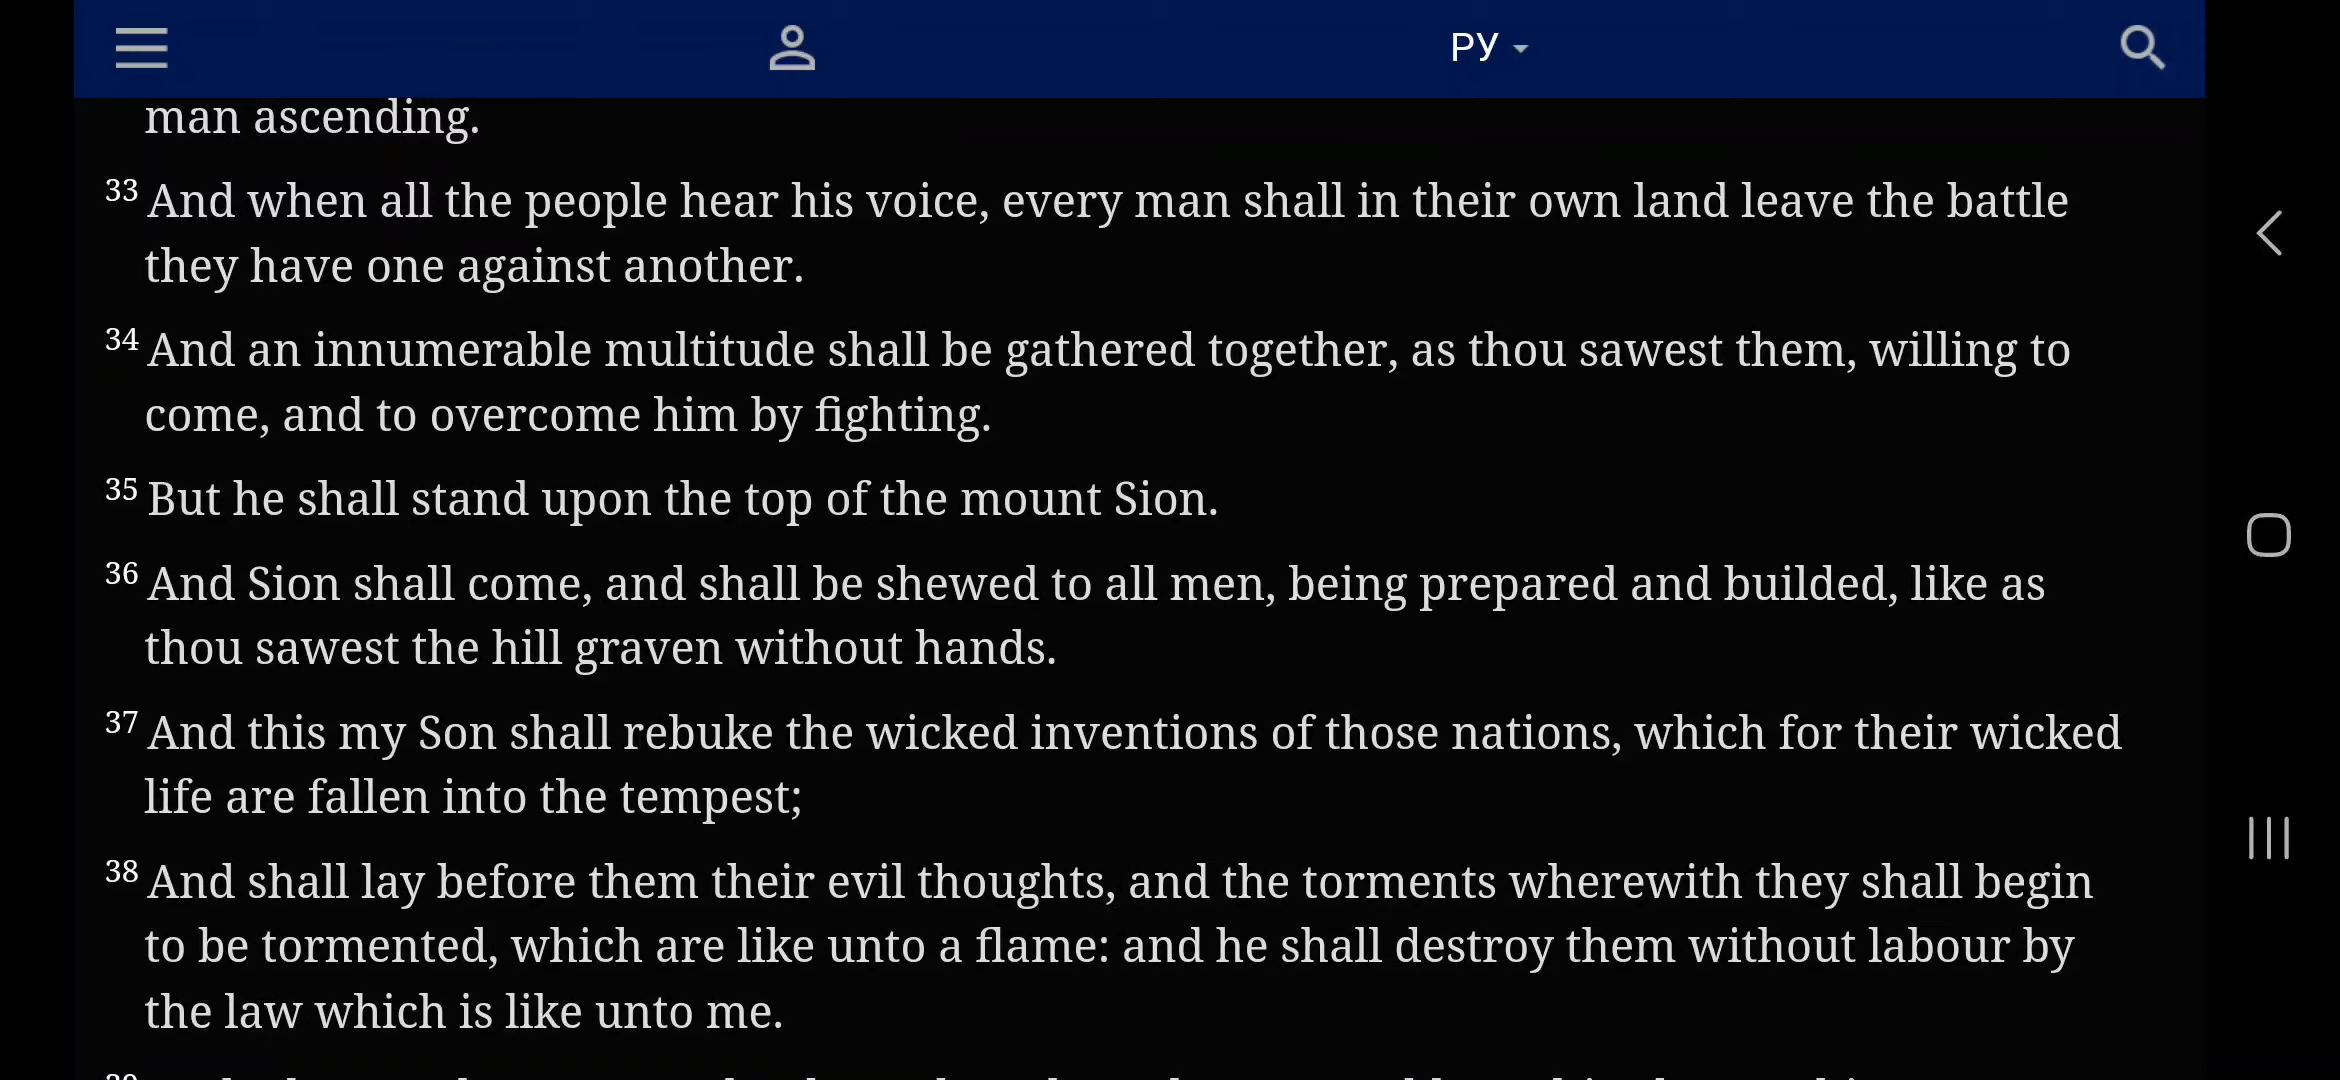 РУ
man ascending.
33 And when all the people hear his voice, every man shall in their own land leave the battle
they have one against another.
34 And an innumerable multitude shall be gathered together, as thou sawest them, willing to
come, and to overcome him by fighting.
35 But he shall stand upon the top of the mount Sion.
36 And Sion shall come, and shall be shewed to all men, being prepared and builded, like as
thou sawest the hill graven without hands.
37 And this my Son shall rebuke the wicked inventions of those nations, which for their wicked
life are fallen into the tempest;
38 And shall lay before them their evil thoughts, and the torments wherewith they shall begin
to be tormented, which are like unto a flame: and he shall destroy them without labour by
the law which is like unto me.